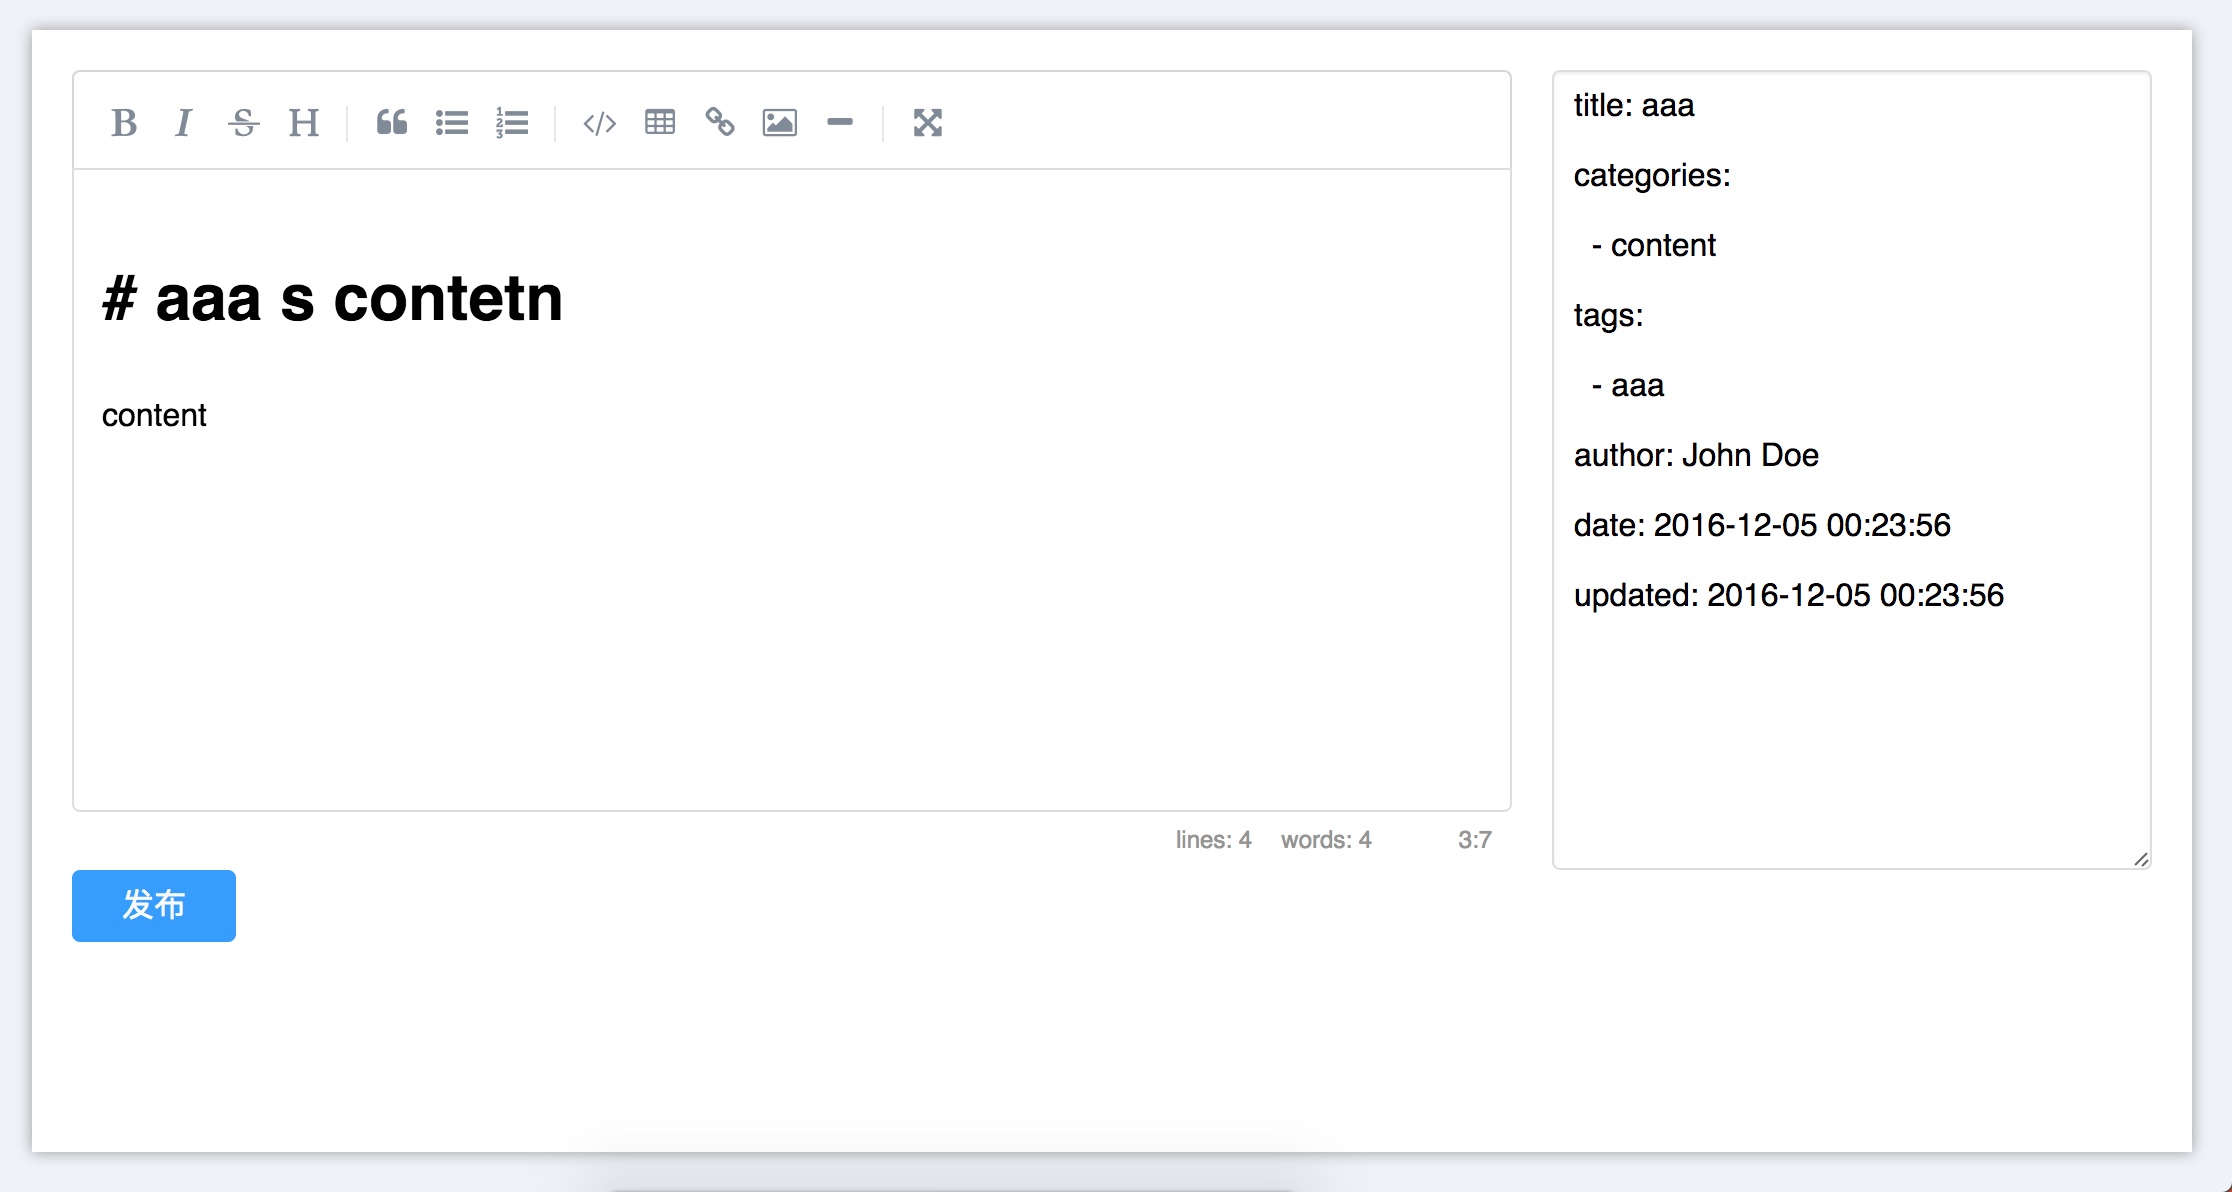 B I S H
# aaa s contetn
content
lines: 4 words: 4 3:7
发布
title: aaa
categories:
- content
tags:
- aaa
author: John Doe
date: 2016-12-05 00:23:56
updated: 2016-12-05 00:23:56